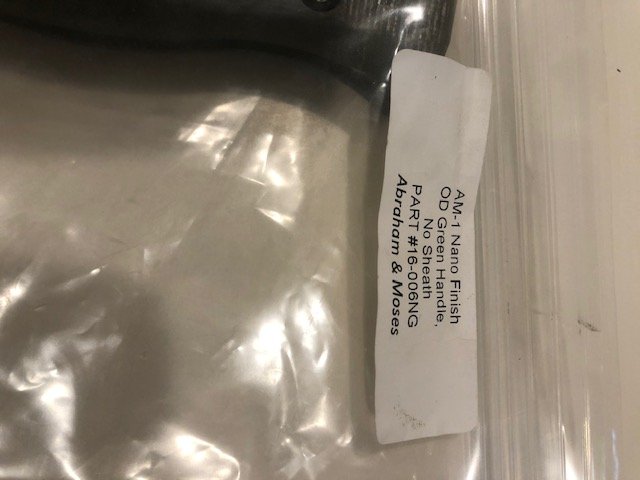 AM-1 Nano Finish
OD Green Handle,
No Sheath
PART #16-006NG
Abraham & Moses